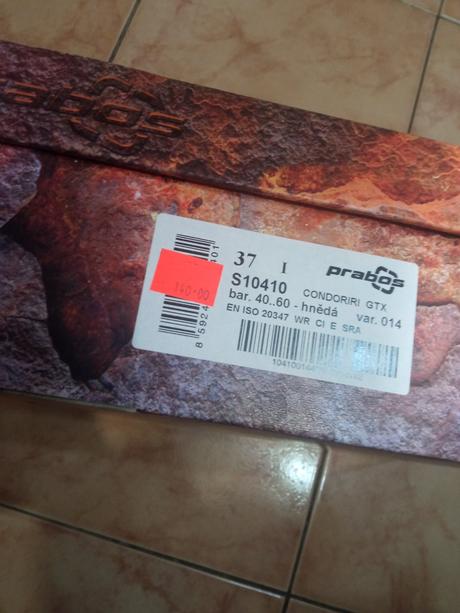 prabos
37 I
prabos
S10410 CONDORIRI GTX
bar. 40..60 - hnědá var. 014
EN ISO 20347 WR CI E SRA
140.00